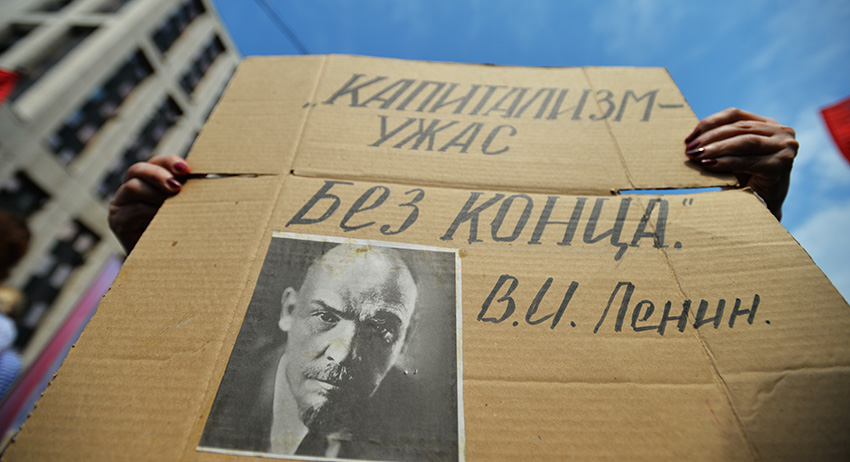 „КАПИТАЛИЗМ-
УЖАС
БЕЗ КОНЦА."
В.И. Ленин.